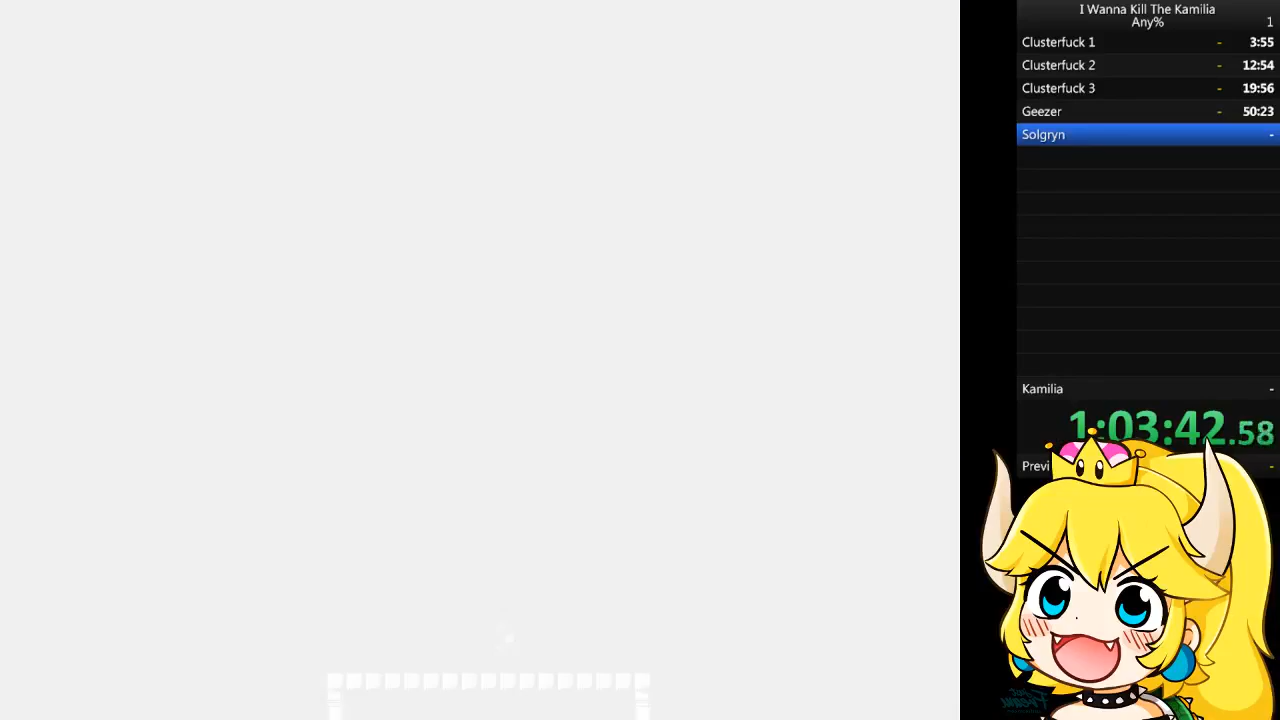 I Wanna Kill The Kamilia
Any% 1
Clusterfuck 1 - 3:55
Clusterfuck 2 - 12:54
Clusterfuck 3 - 19:56
Geezer - 50:23
Solgryn -
Kamilia -
1:03:42.58
Previ -